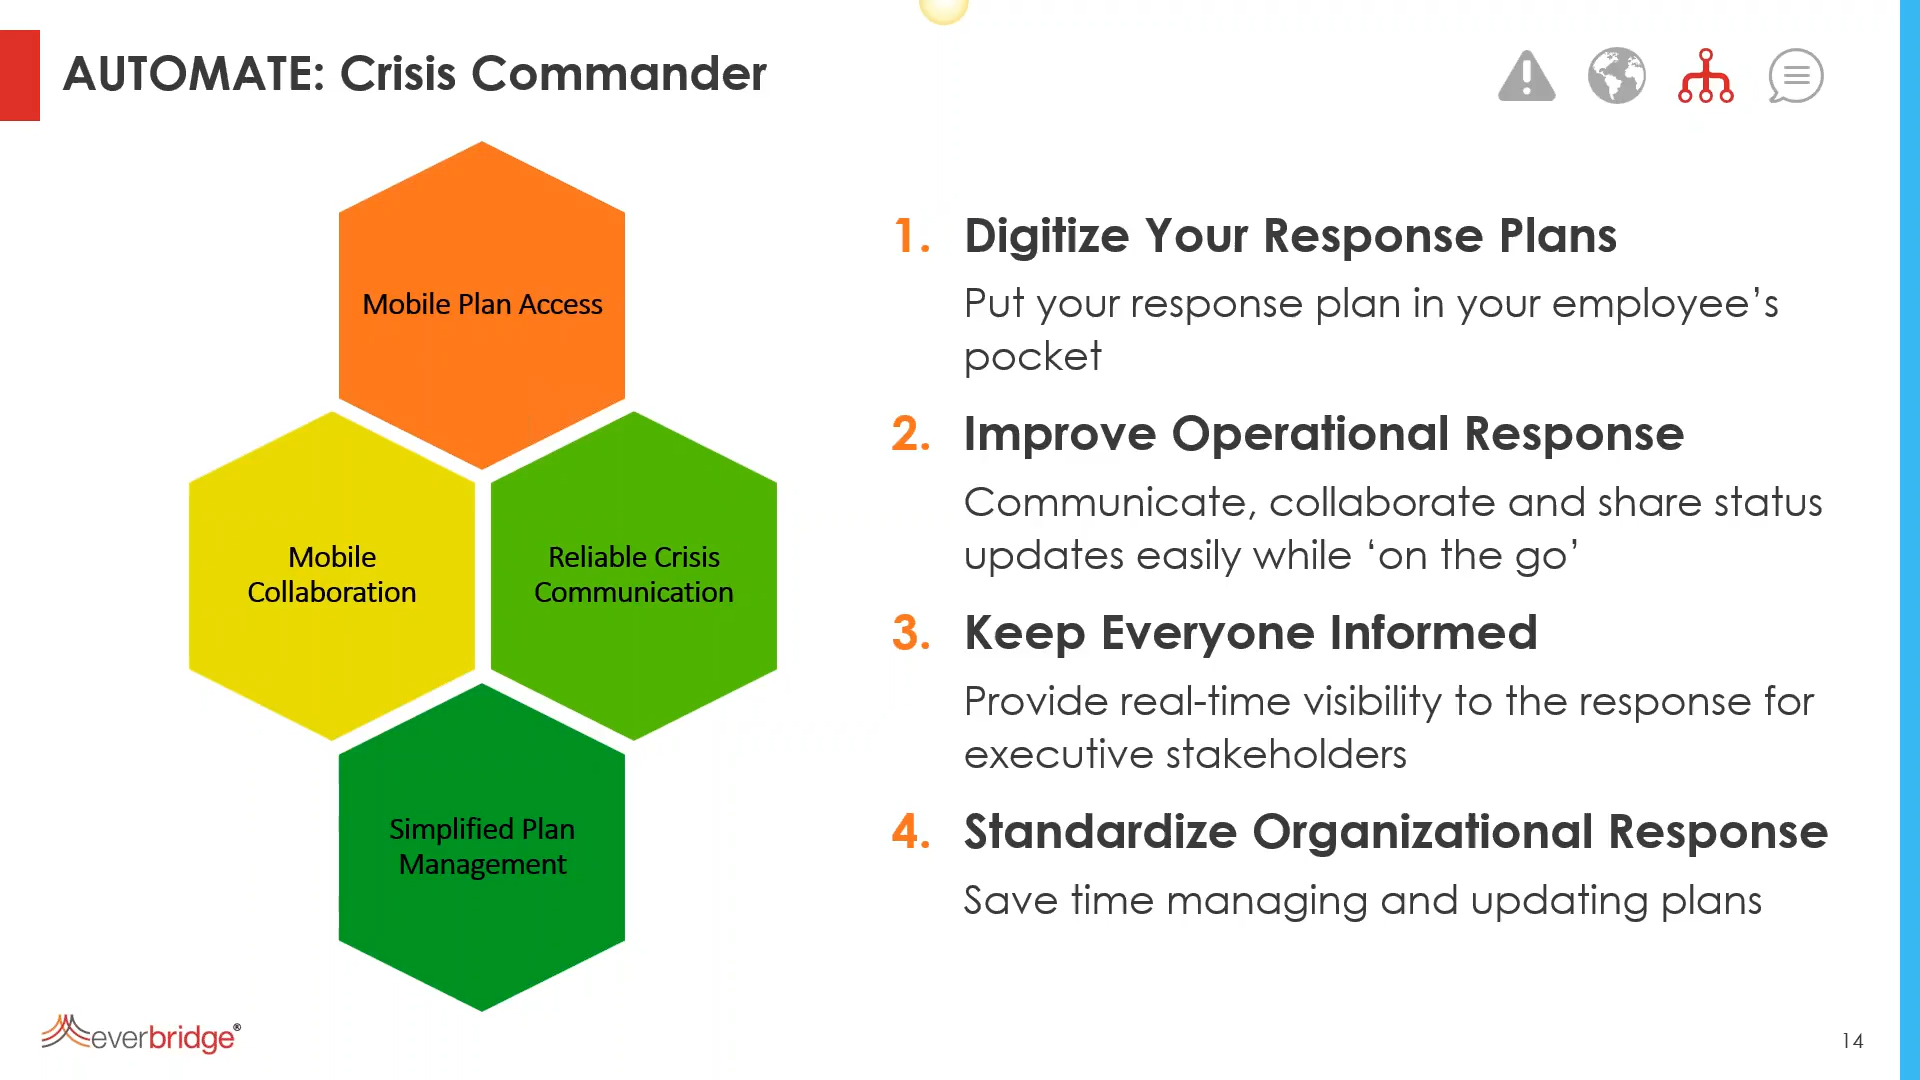 AUTOMATE: Crisis Commander
Mobile Plan Access
Mobile
Collaboration
Reliable Crisis
Communication
Simplified Plan
Management
1. Digitize Your Response Plans
Put your response plan in your employee’s
pocket
2. Improve Operational Response
Communicate, collaborate and share status
updates easily while ‘on the go’
3. Keep Everyone Informed
Provide real-time visibility to the response for
executive stakeholders
4. Standardize Organizational Response
Save time managing and updating plans
everbridge®
14